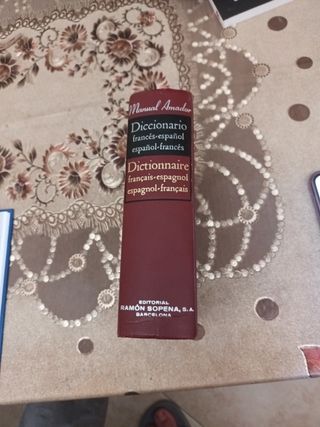 Manual Amador
Diccionario
francés-español
español-francés
Dictionnaire
français-espagnol
espagnol-français
EDITORIAL
RAMÓN SOPENA, S. A.
BARCELONA